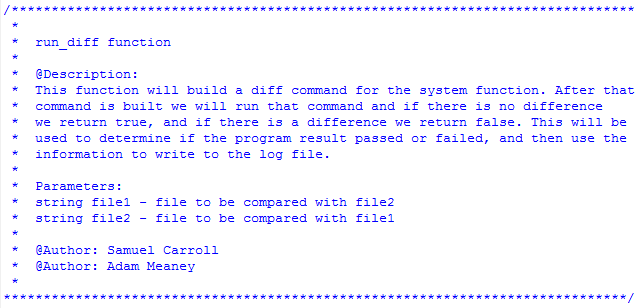 /******************************************************************************
*
* run_diff function
*
* @Description:
* This function will build a diff command for the system function. After that
* command is built we will run that command and if there is no difference
* we return true, and if there is a difference we return false. This will be
* used to determine if the program result passed or failed, and then use the
* information to write to the log file.
*
* Parameters:
* string file1 - file to be compared with file2
* string file2 - file to be compared with file1
*
* @Author: Samuel Carroll
* @Author: Adam Meaney
*
******************************************************************************/